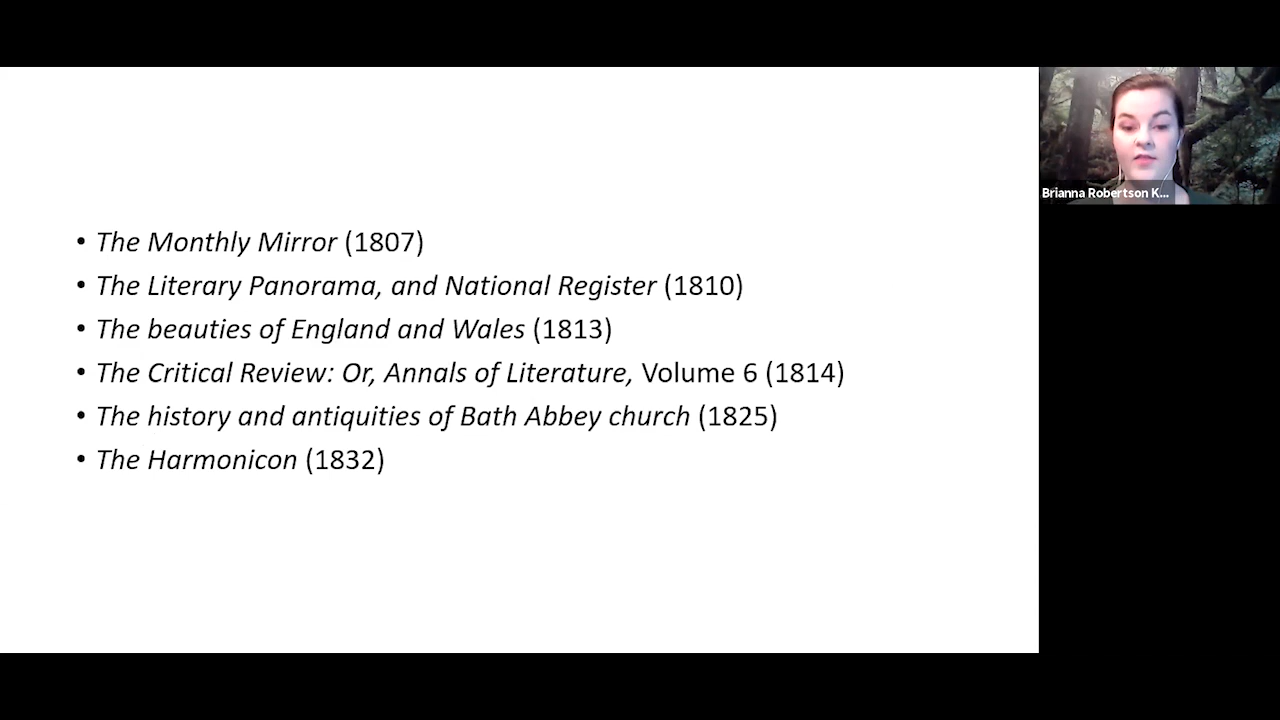 • The Monthly Mirror (1807)
• The Literary Panorama, and National Register (1810)
• The beauties of England and Wales (1813)
• The Critical Review: Or, Annals of Literature, Volume 6 (1814)
• The history and antiquities of Bath Abbey church (1825)
• The Harmonicon (1832)
Brianna Robertson K...